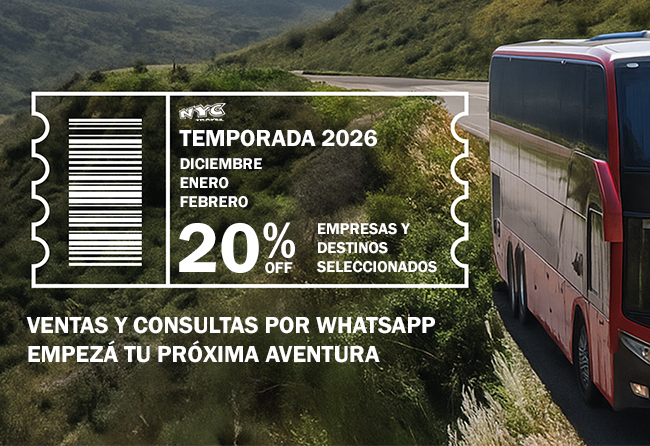 NYC
TRAVEL
TEMPORADA 2026
DICIEMBRE
ENERO
FEBRERO
20% OFF
EMPRESAS Y
DESTINOS
SELECCIONADOS
VENTAS Y CONSULTAS POR WHATSAPP
EMPEZÁ TU PRÓXIMA AVENTURA